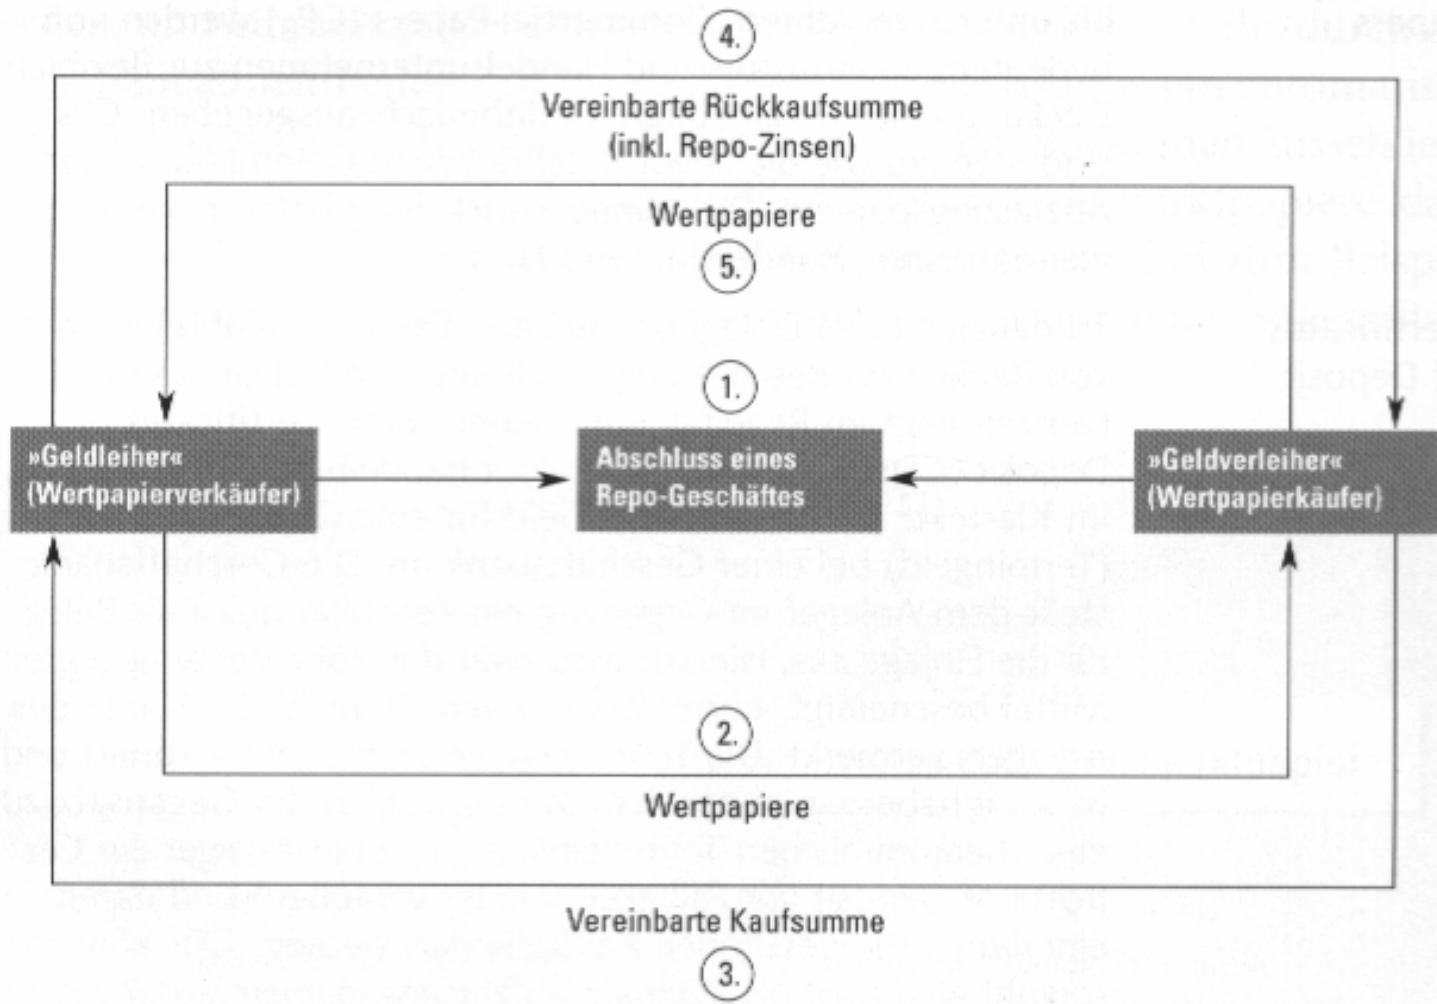 4.
Vereinbarte Rückkaufsumme
(inkl. Repo-Zinsen)
Wertpapiere
5.
1.
»Geldleiher«
(Wertpapierverkäufer)
Abschluss eines
Repo-Geschäftes
»Geldverleiher«
(Wertpapierkäufer)
2.
Wertpapiere
Vereinbarte Kaufsumme
3.